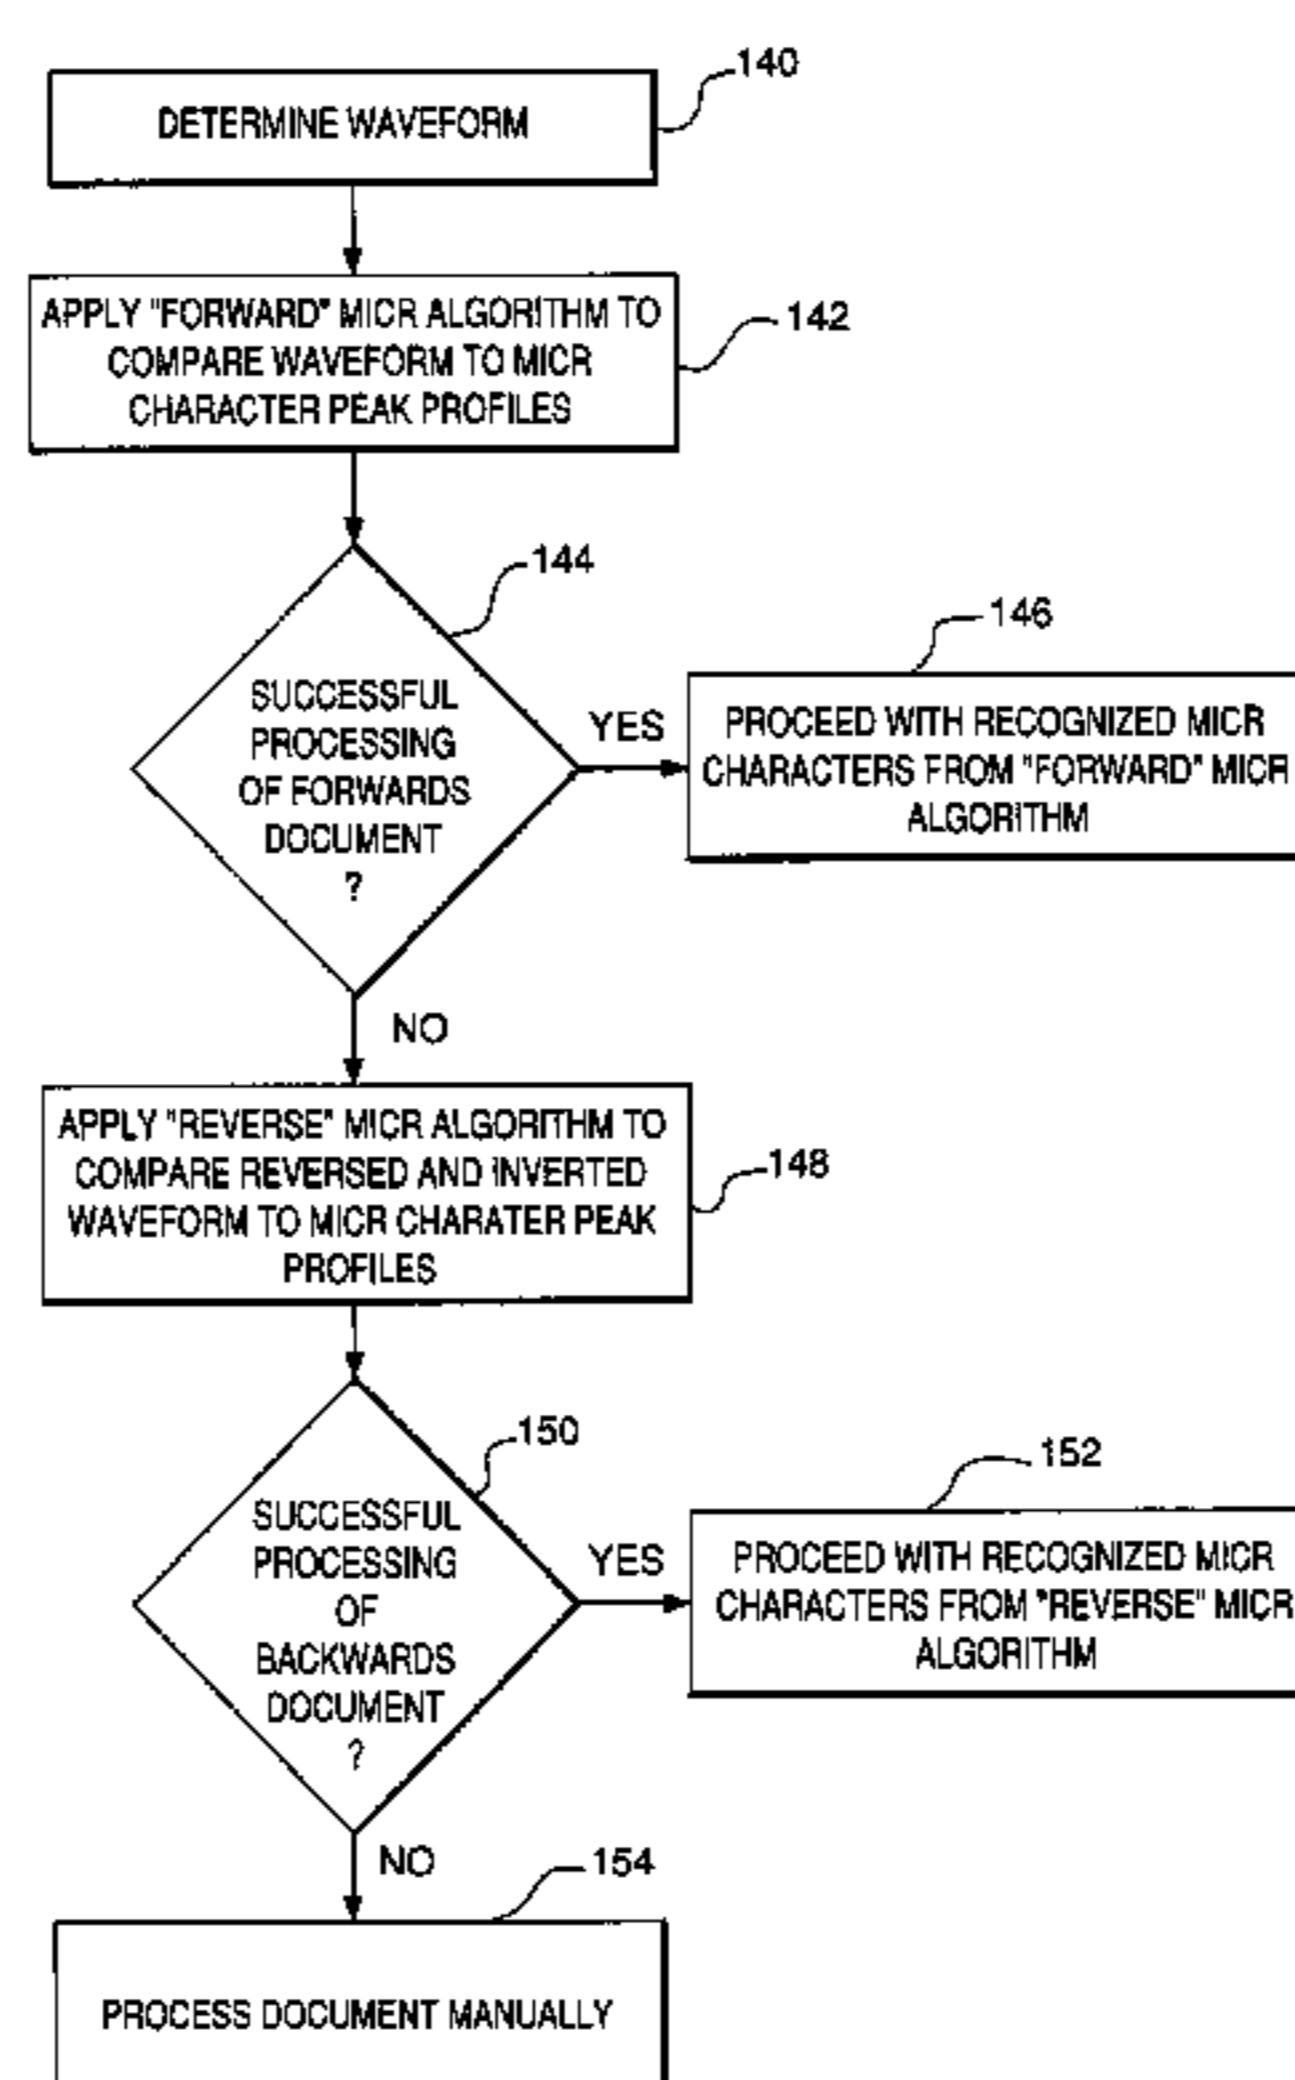 140
DETERMINE WAVEFORM
APPLY "FORWARD" MICR ALGORITHM TO
COMPARE WAVEFORM TO MICR
CHARACTER PEAK PROFILES
142
144
SUCCESSFUL
PROCESSING
OF FORWARDS
DOCUMENT
?
YES
146
PROCEED WITH RECOGNIZED MICR
CHARACTERS FROM "FORWARD" MICR
ALGORITHM
NO
APPLY "REVERSE" MICR ALGORITHM TO
COMPARE REVERSED AND INVERTED
WAVEFORM TO MICR CHARATER PEAK
PROFILES
148
150
SUCCESSFUL
PROCESSING
OF
BACKWARDS
DOCUMENT
?
YES
152
PROCEED WITH RECOGNIZED MICR
CHARACTERS FROM "REVERSE" MICR
ALGORITHM
NO
154
PROCESS DOCUMENT MANUALLY